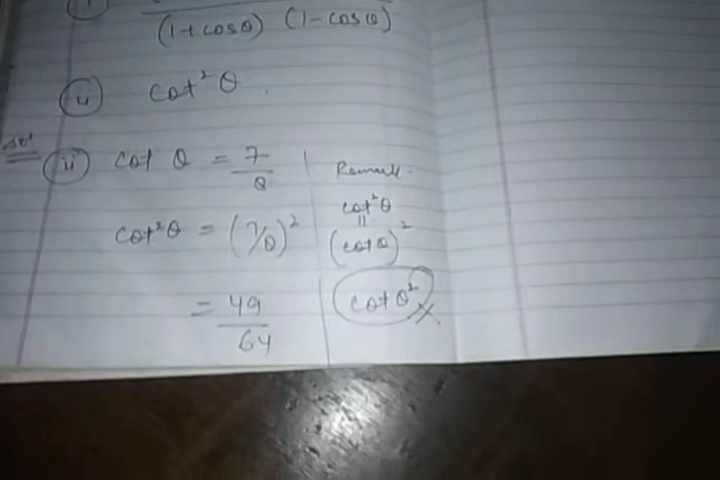 (1+cosθ) (1-cosθ)
(ii) cot²θ.
(ii) cot θ = 7/8
cot²θ = (7/8)²
= 49/64
Remark -
cot²θ
=
(cotθ)²
cotθ²